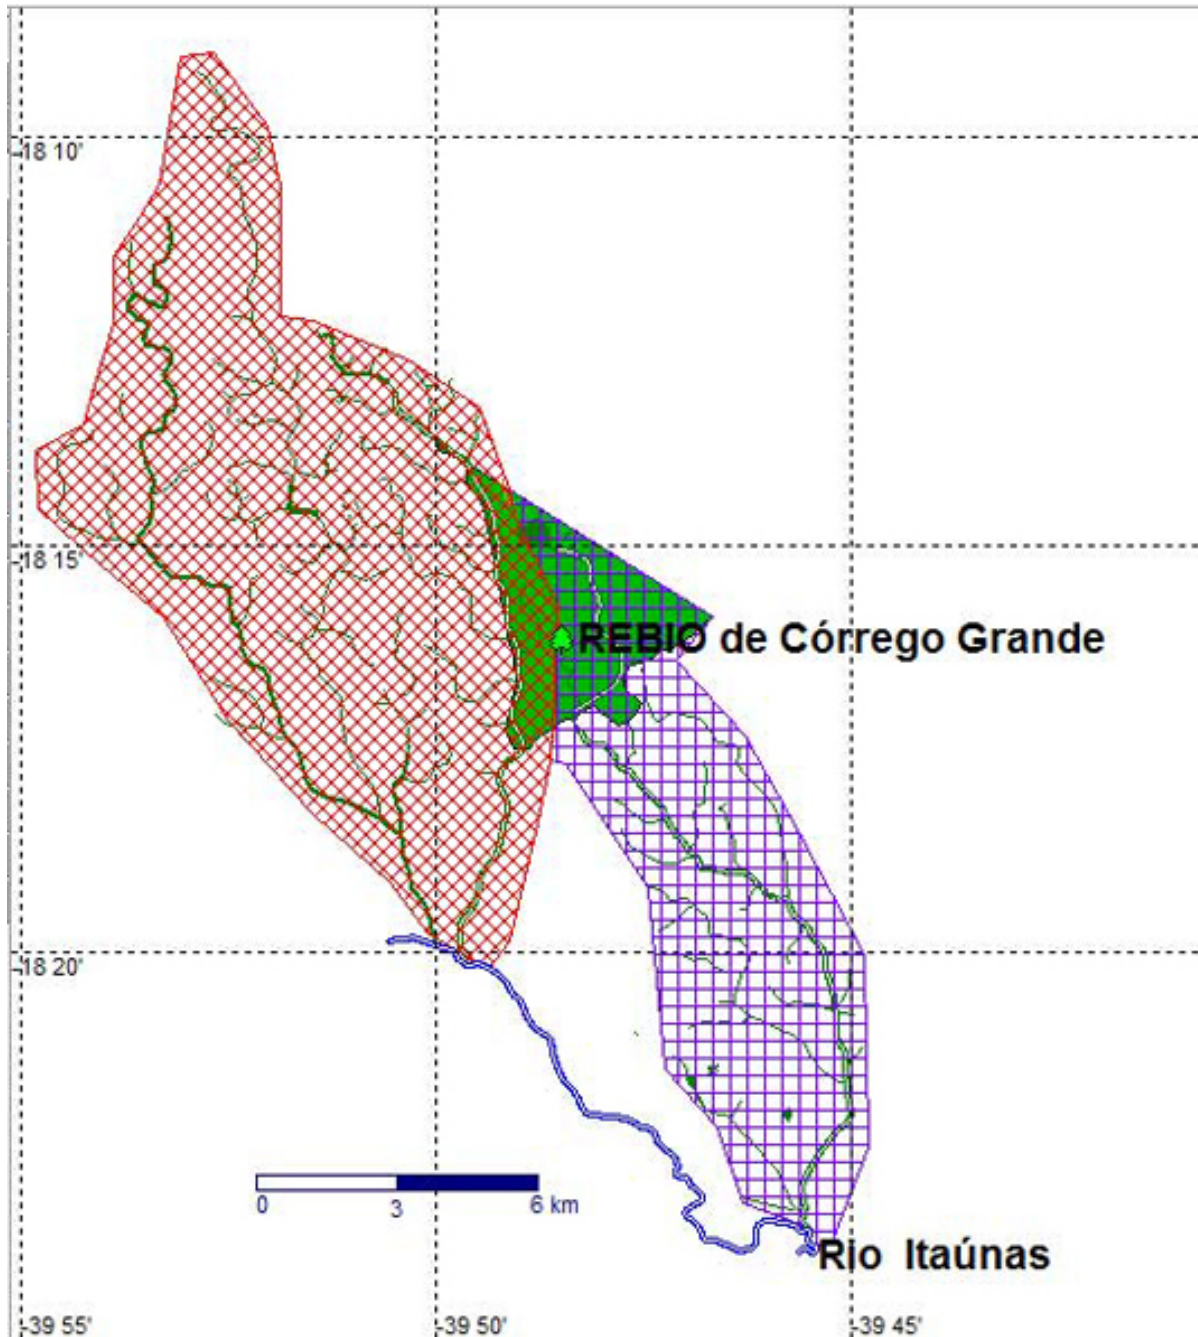 -18 10'
-18 15'
REBIO de Córrego Grande
-18 20'
0 3 6 km
Rio Itaúnas
-39 55' -39 50' -39 45'